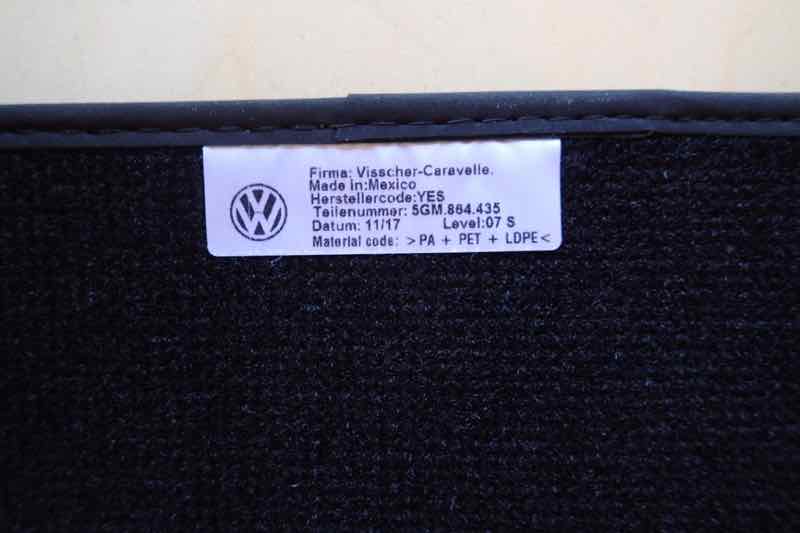 Firma: Visscher-Caravelle.
Made in:Mexico
Herstellercode:YES
Teilenummer: 5GM.864.435
Datum: 11/17 Level:07 S
Material code: >PA + PET + LDPE<